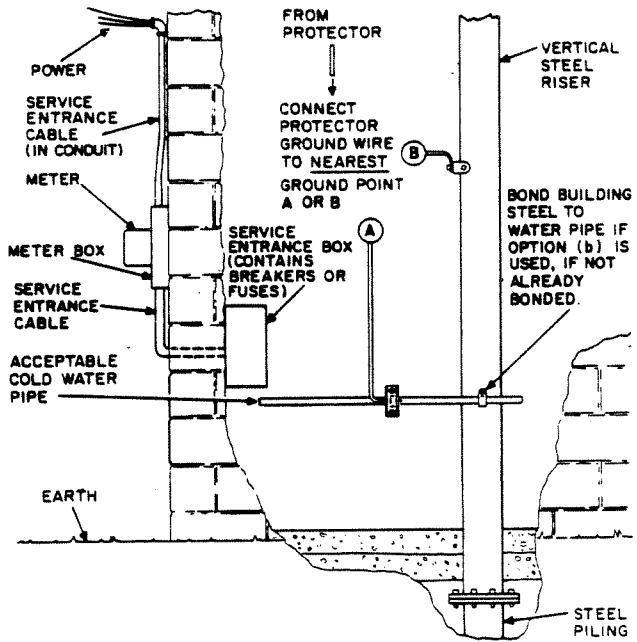 POWER
SERVICE
ENTRANCE
CABLE
(IN CONDUIT)
METER
METER BOX
SERVICE
ENTRANCE
CABLE
ACCEPTABLE
COLD WATER
PIPE
EARTH
FROM
PROTECTOR
CONNECT
PROTECTOR
GROUND WIRE
TO NEAREST
GROUND POINT
A OR B
B
A
SERVICE
ENTRANCE BOX
(CONTAINS
BREAKERS OR
FUSES)
VERTICAL
STEEL
RISER
BOND BUILDING
STEEL TO
WATER PIPE IF
OPTION (b) IS
USED, IF NOT
ALREADY
BONDED.
STEEL
PILING